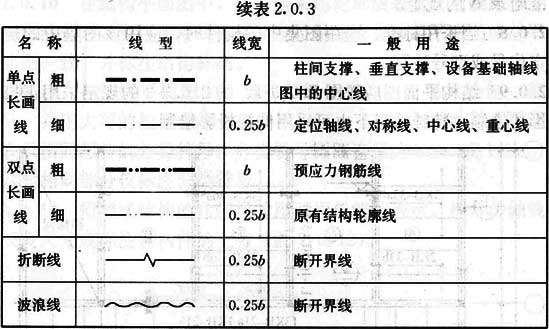 续表2.0.3
名 称 线 型 线宽 一 般 用 途
单点长画线 粗 b 柱间支撑、垂直支撑、设备基础轴线图中的中心线
细 0.25b 定位轴线、对称线、中心线、重心线
双点长画线 粗 b 预应力钢筋线
细 0.25b 原有结构轮廓线
折断线 0.25b 断开界线
波浪线 0.25b 断开界线